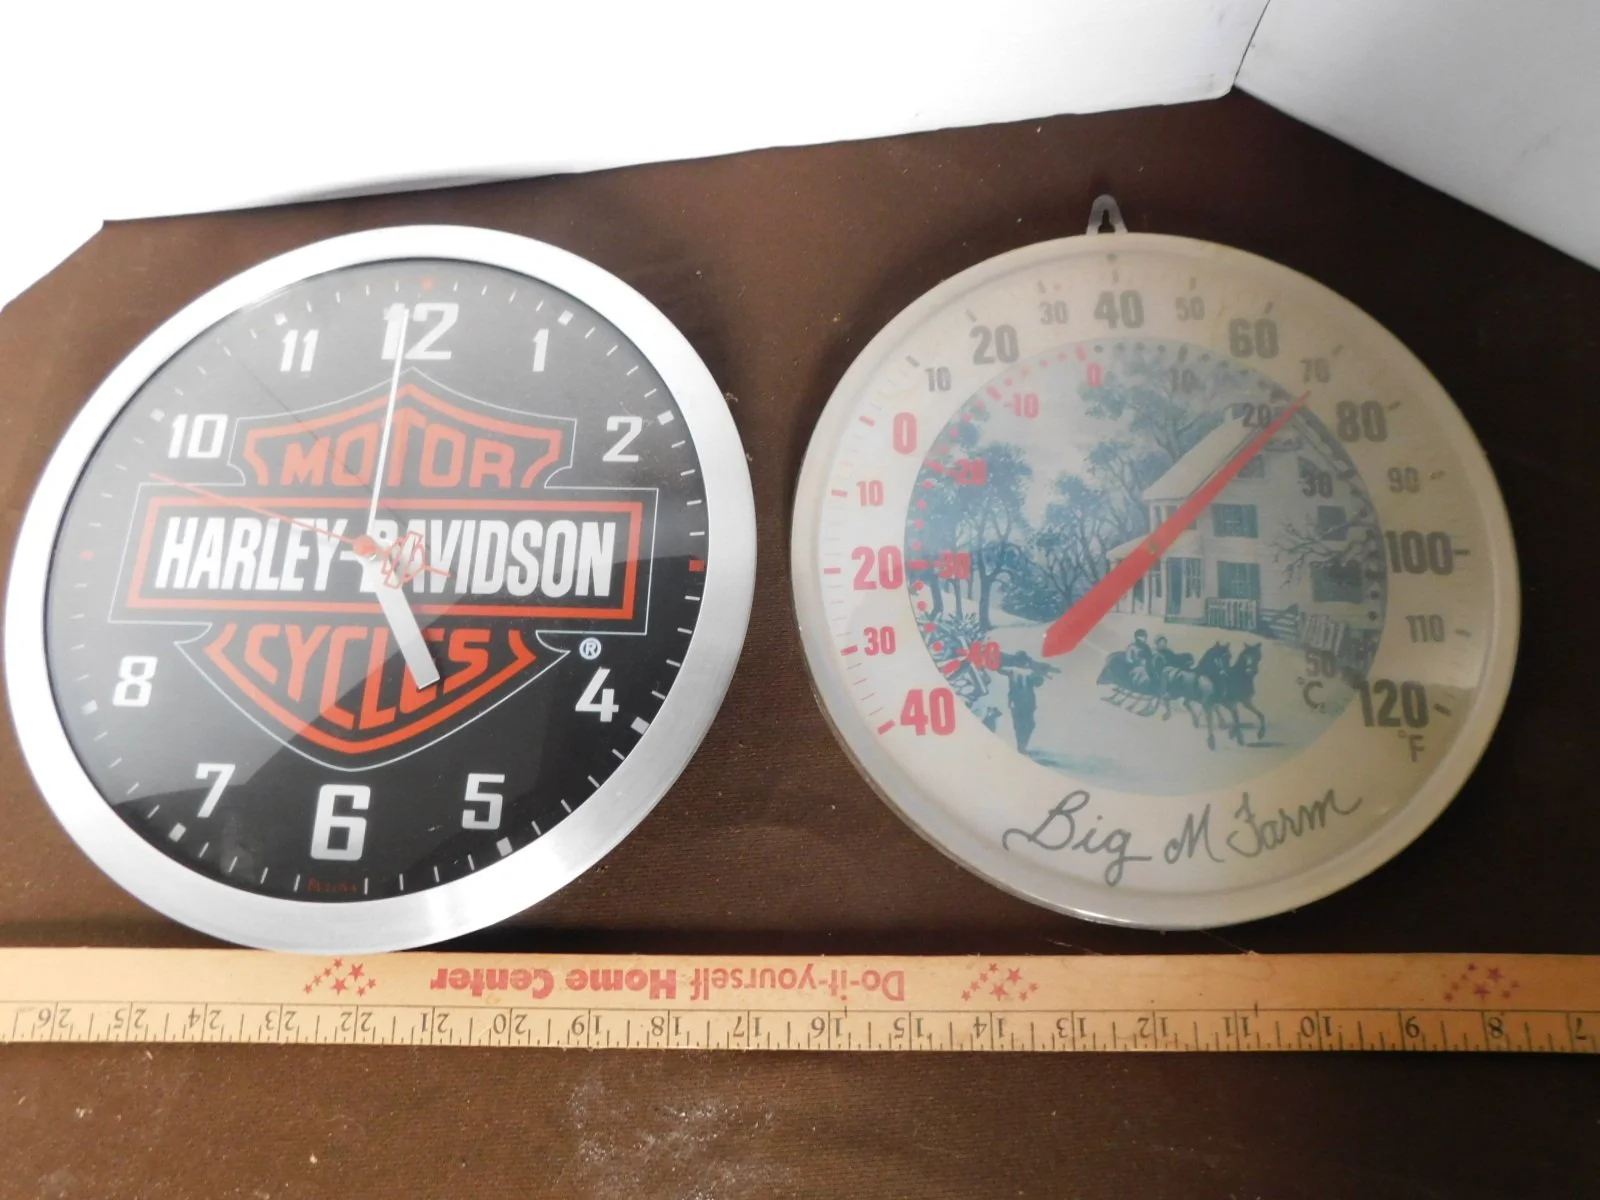 12
11 1
10 2
MOTOR
HARLEY-DAVIDSON
CYCLES ®
8 4
7 5
6
BULOVA
30 40 50
20 60
10 70
0 80
10 90
20 100
30 110
40 120
°F
0 10
-10 20
-20 30
-30
-40 50
°C
Big M Farm
Do-it-yourself Home Center
7 8 9 10 11 12 13 14 15 16 17 18 19 20 21 22 23 24 25 26